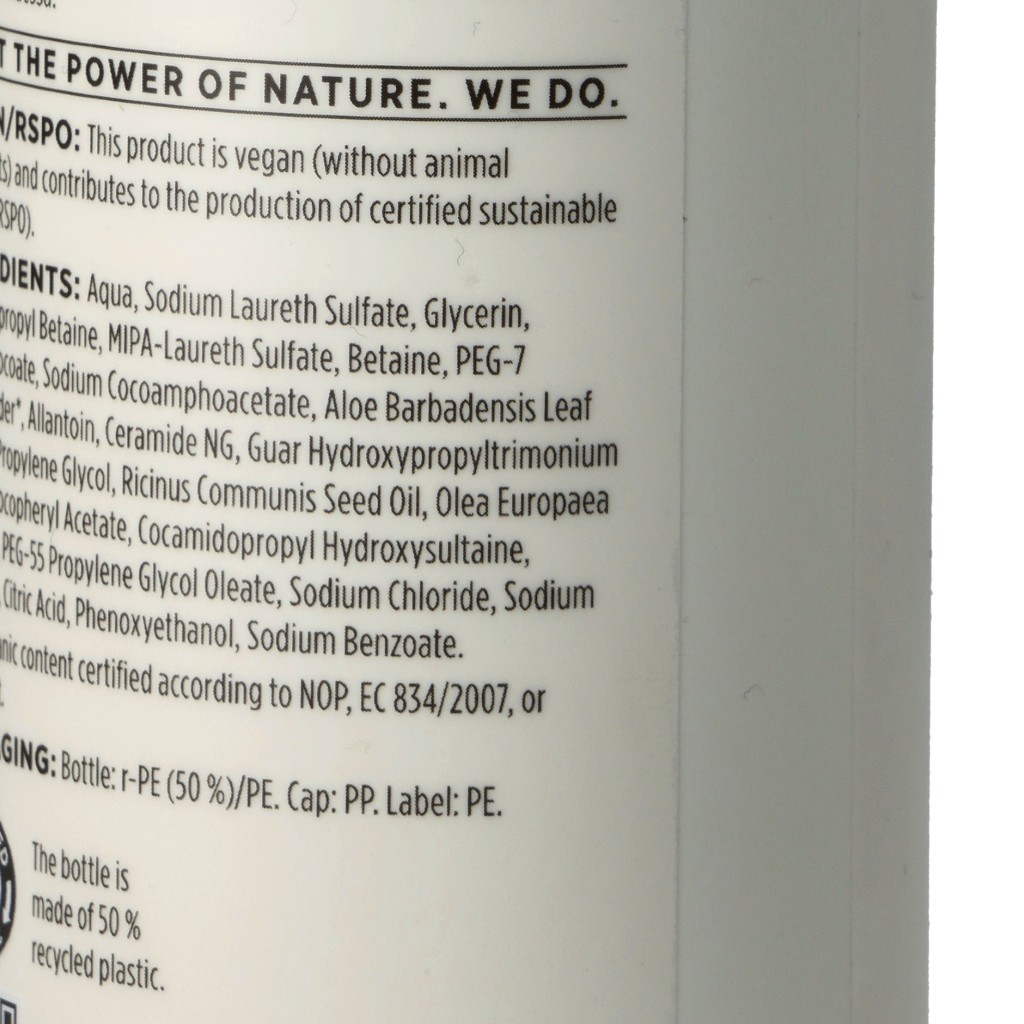 THE POWER OF NATURE. WE DO.
/RSPO: This product is vegan (without animal
and contributes to the production of certified sustainable
RSPO).
DIENTS: Aqua, Sodium Laureth Sulfate, Glycerin,
propyl Betaine, MIPA-Laureth Sulfate, Betaine, PEG-7
ocoate, Sodium Cocoamphoacetate, Aloe Barbadensis Leaf
der*, Allantoin, Ceramide NG, Guar Hydroxypropyltrimonium
Propylene Glycol, Ricinus Communis Seed Oil, Olea Europaea
ocopheryl Acetate, Cocamidopropyl Hydroxysultaine,
PEG-55 Propylene Glycol Oleate, Sodium Chloride, Sodium
Citric Acid, Phenoxyethanol, Sodium Benzoate.
nic content certified according to NOP, EC 834/2007, or
GING: Bottle: r-PE (50 %)/PE. Cap: PP. Label: PE.
The bottle is
made of 50 %
recycled plastic.